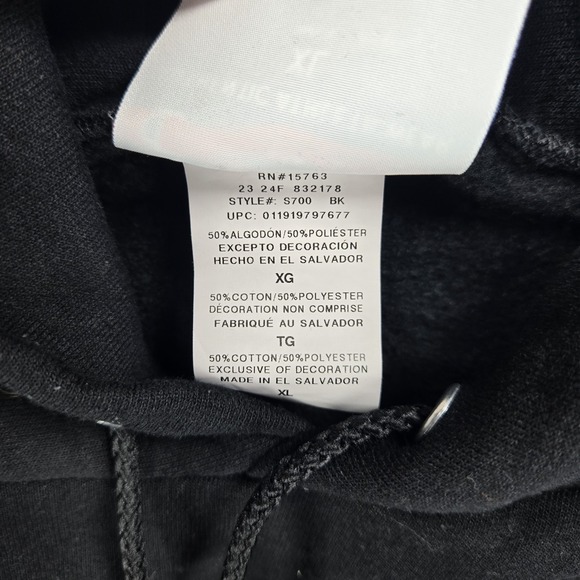 RN#15763
23 24F 832178
STYLE#: S700 BK
UPC: 011919797677
50%ALGODÓN/50%POLIÉSTER
EXCEPTO DECORACIÓN
HECHO EN EL SALVADOR
XG
50%COTON/50%POLYESTER
DÉCORATION NON COMPRISE
FABRIQUÉ AU SALVADOR
TG
50%COTTON/50%POLYESTER
EXCLUSIVE OF DECORATION
MADE IN EL SALVADOR
XL